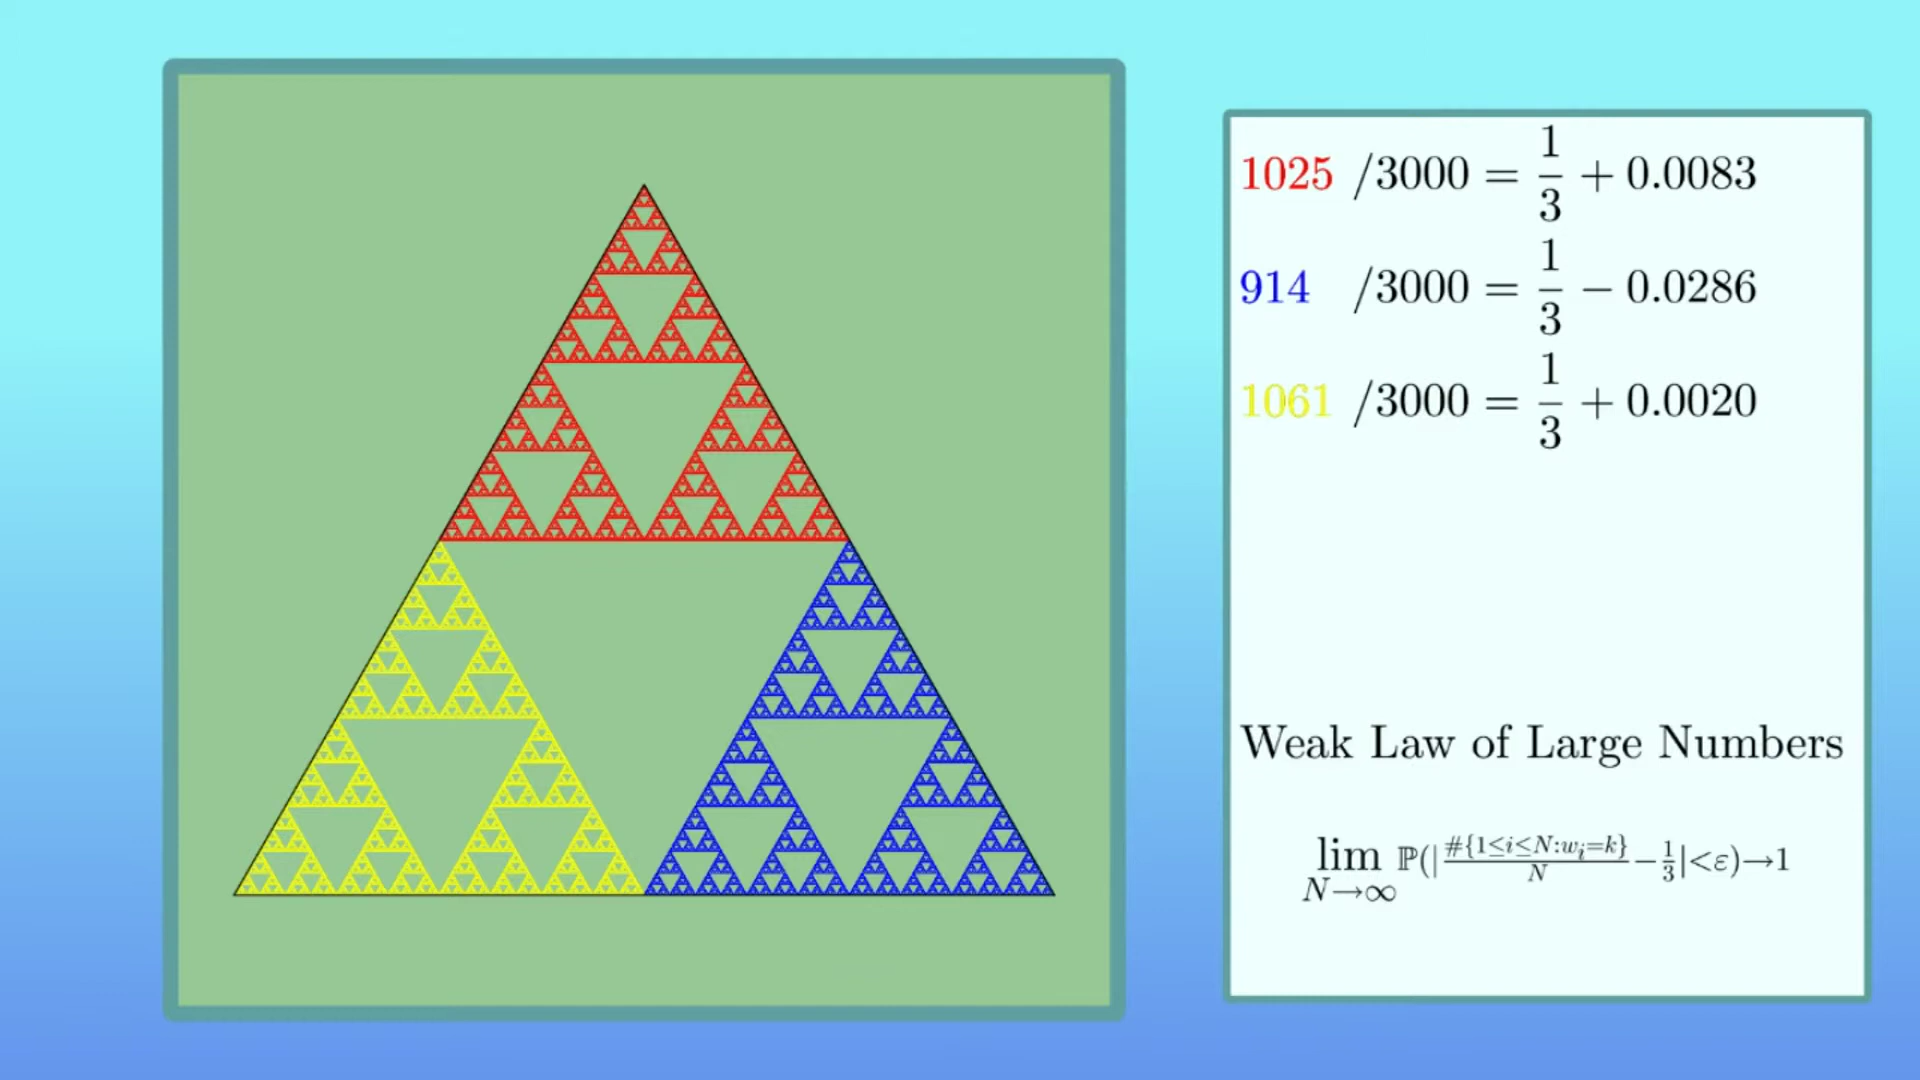 1025 /3000 = 1/3 + 0.0083
914 /3000 = 1/3 − 0.0286
1061 /3000 = 1/3 + 0.0020
Weak Law of Large Numbers
lim N→∞ ℙ(|#{1≤i≤N:w_i=k}/N − 1/3|<ε)→1